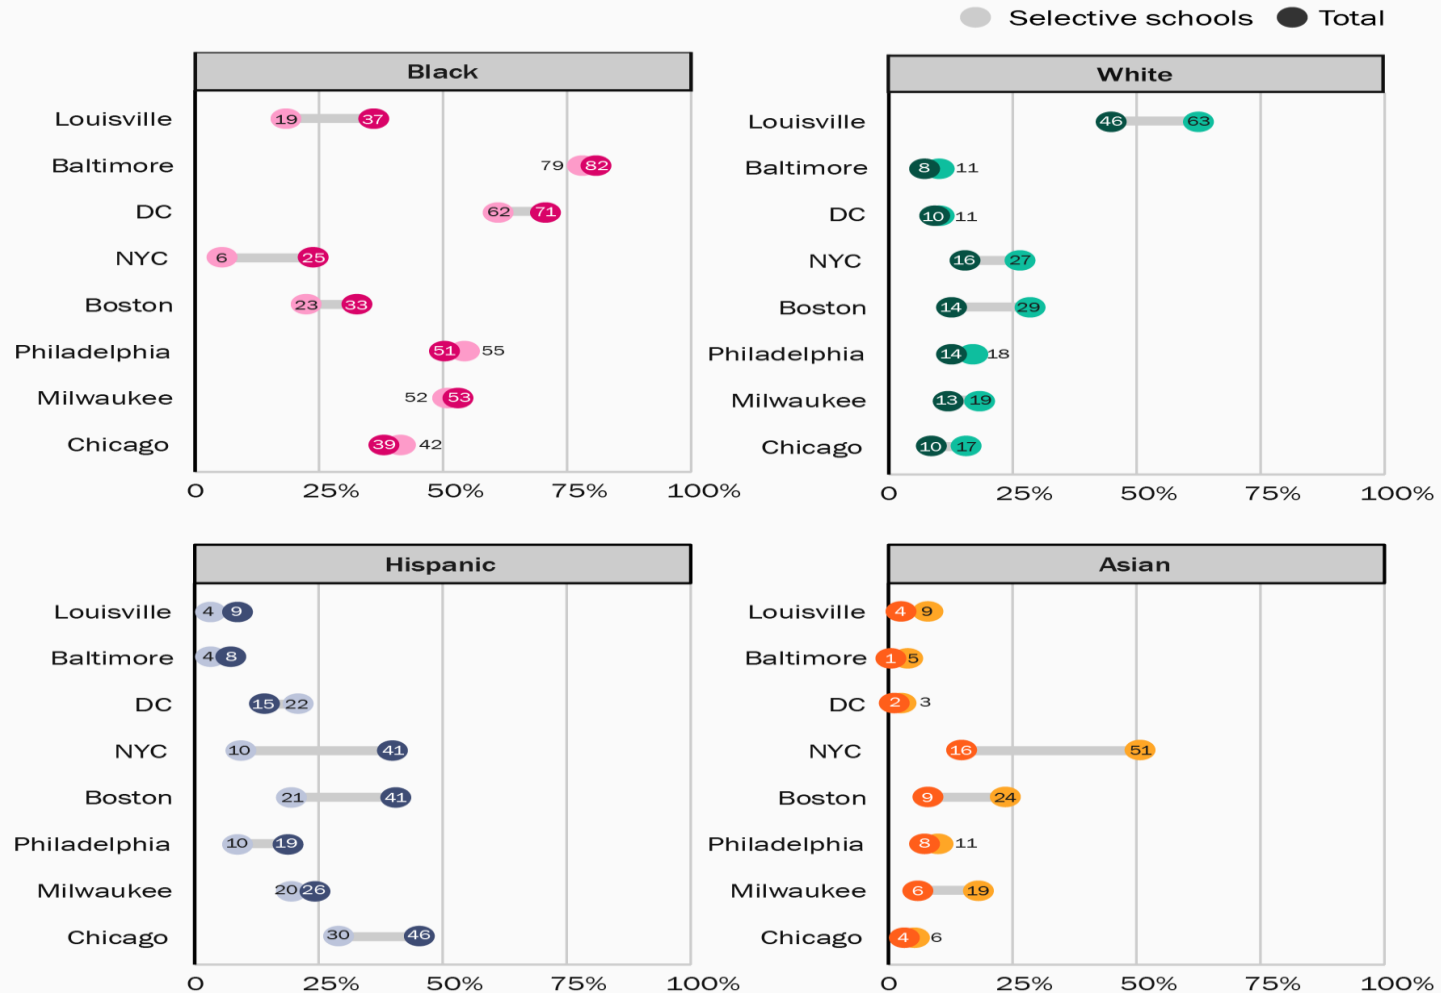 Selective schools Total
Black
Louisville 19 37
Baltimore 79 82
DC 62 71
NYC 6 25
Boston 23 33
Philadelphia 51 55
Milwaukee 52 53
Chicago 39 42
0 25% 50% 75% 100%
White
Louisville 46 63
Baltimore 8 11
DC 10 11
NYC 16 27
Boston 14 29
Philadelphia 14 18
Milwaukee 13 19
Chicago 10 17
0 25% 50% 75% 100%
Hispanic
Louisville 4 9
Baltimore 4 8
DC 15 22
NYC 10 41
Boston 21 41
Philadelphia 10 19
Milwaukee 20 26
Chicago 30 46
0 25% 50% 75% 100%
Asian
Louisville 4 9
Baltimore 1 5
DC 2 3
NYC 16 51
Boston 9 24
Philadelphia 8 11
Milwaukee 6 19
Chicago 4 6
0 25% 50% 75% 100%